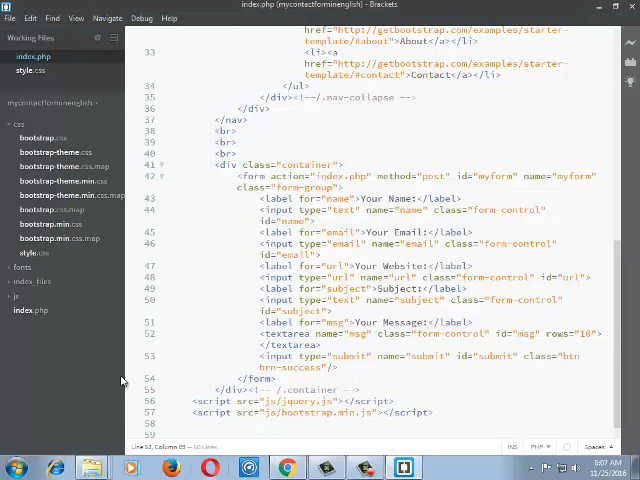 index.php (mycontactforminenglish) - Brackets
File Edit Find View Navigate Debug Help
Working Files
index.php
style.css
mycontactforminenglish
css
bootstrap.css
bootstrap-theme.css
bootstrap-theme.css.map
bootstrap-theme.min.css
bootstrap-theme.min.css.map
bootstrap.css.map
bootstrap.min.css
bootstrap.min.css.map
style.css
fonts
index_files
js
index.php
href="http://getbootstrap.com/examples/starter-
template/#about">About</a></li>
33 <li><a
href="http://getbootstrap.com/examples/starter-
template/#contact">Contact</a></li>
34 </ul>
35 </div><!--/.nav-collapse -->
36 </div>
37 </nav>
38 <br>
39 <br>
40 <br>
41 <div class="container">
42 <form action="index.php" method="post" id="myform" name="myform"
class="form-group">
43 <label for="name">Your Name:</label>
44 <input type="text" name="name" class="form-control"
id="name">
45 <label for="email">Your Email:</label>
46 <input type="email" name="email" class="form-control"
id="email">
47 <label for="url">Your Website:</label>
48 <input type="url" name="url" class="form-control" id="url">
49 <label for="subject">Subject:</label>
50 <input type="text" name="subject" class="form-control"
id="subject">
51 <label for="msg">Your Message:</label>
52 <textarea name="msg" class="form-control" id="msg" rows="10">
</textarea>
53 <input type="submit" name="submit" id="submit" class="btn
brn-success"/>
54 </form>
55 </div><!-- /.container -->
56 <script src="js/jquery.js"></script>
57 <script src="js/bootstrap.min.js"></script>
58
59
Line 53, Column 89 — 60 Lines
INS PHP Spaces:
6:07 AM
11/25/2016